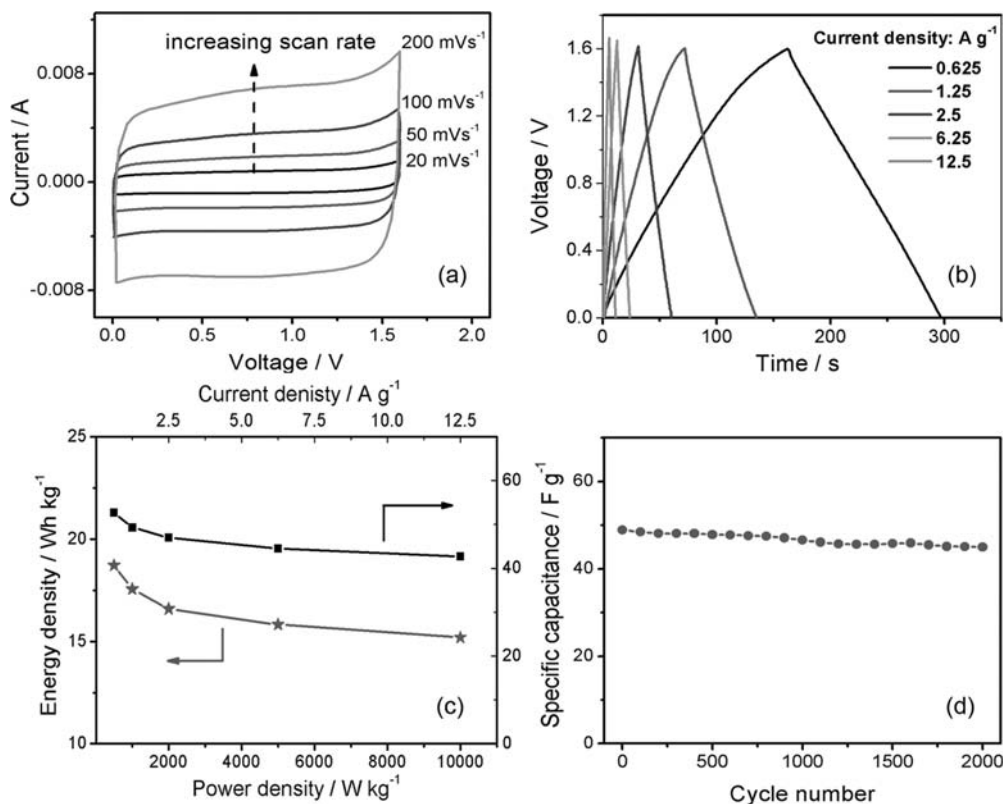 increasing scan rate
200 mVs⁻¹
100 mVs⁻¹
50 mVs⁻¹
20 mVs⁻¹
0.008
0.000
-0.008
Current / A
(a)
0.0 0.5 1.0 1.5
Voltage / V
Current density: A g⁻¹
0.625
1.25
2.5
6.25
12.5
2.0
1.6
1.2
0.8
0.4
0.0
Voltage / V
(b)
0 100 200 300
Time / s
Current denisty / A g⁻¹
2.5 5.0 7.5 10.0 12.5
25
20
15
10
Energy density / Wh kg⁻¹
60
40
20
0
(c)
2000 4000 6000 8000 10000
Power density / W kg⁻¹
Specific capacitance / F g⁻¹
60
40
20
0
(d)
0 500 1000 1500 2000
Cycle number